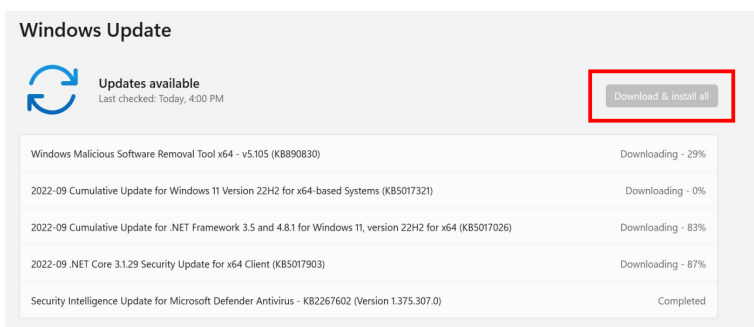 Windows Update
Updates available
Last checked: Today, 4:00 PM
Download & install all
Windows Malicious Software Removal Tool x64 - v5.105 (KB890830) Downloading - 29%
2022-09 Cumulative Update for Windows 11 Version 22H2 for x64-based Systems (KB5017321) Downloading - 0%
2022-09 Cumulative Update for .NET Framework 3.5 and 4.8.1 for Windows 11, version 22H2 for x64 (KB5017026) Downloading - 83%
2022-09 .NET Core 3.1.29 Security Update for x64 Client (KB5017903) Downloading - 87%
Security Intelligence Update for Microsoft Defender Antivirus - KB2267602 (Version 1.375.307.0) Completed